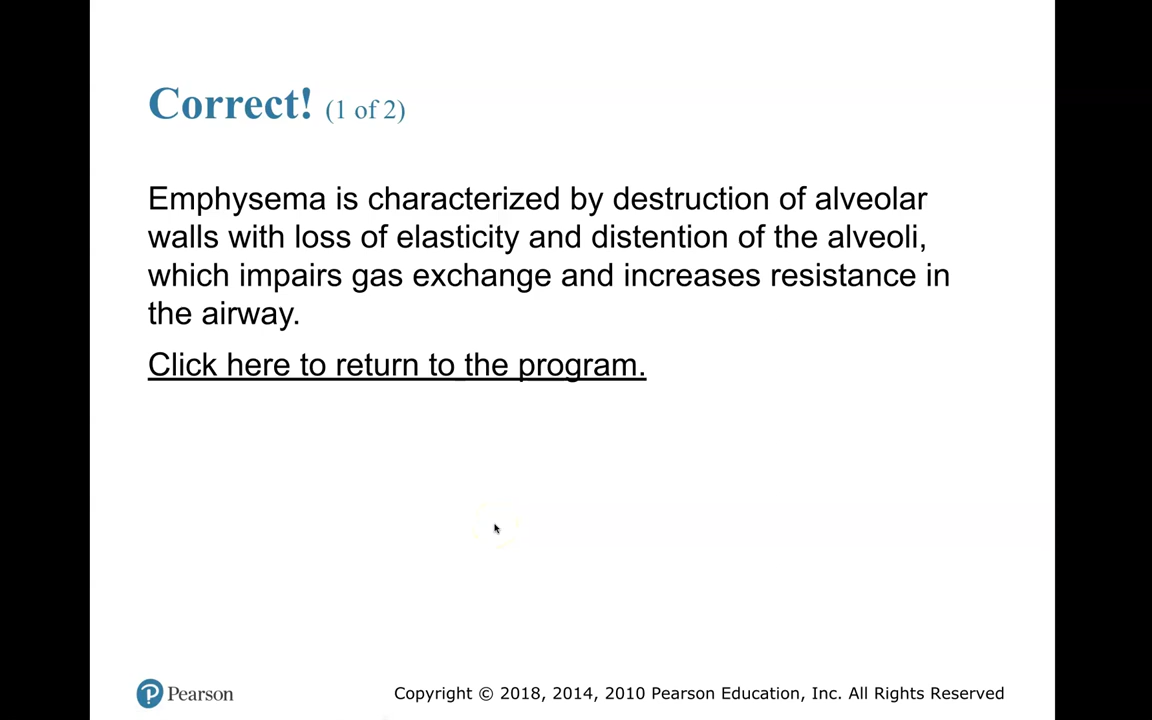 Correct! (1 of 2)
Emphysema is characterized by destruction of alveolar
walls with loss of elasticity and distention of the alveoli,
which impairs gas exchange and increases resistance in
the airway.
Click here to return to the program.
Pearson
Copyright © 2018, 2014, 2010 Pearson Education, Inc. All Rights Reserved